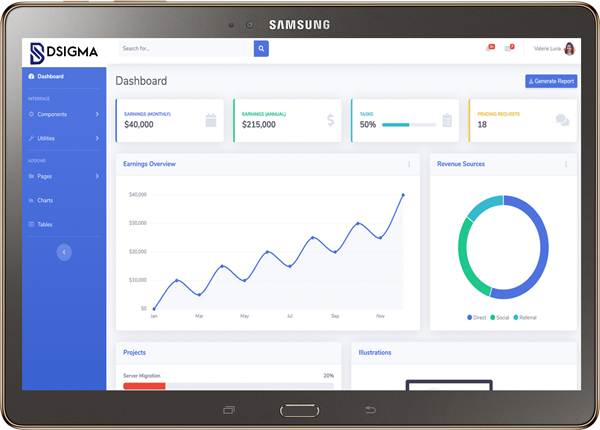 SAMSUNG
DSIGMA
Search for...
Valerie Luna
Dashboard
INTERFACE
Components
Utilities
ADDONS
Pages
Charts
Tables
Dashboard
Generate Report
EARNINGS (MONTHLY)
$40,000
EARNINGS (ANNUAL)
$215,000
TASKS
50%
PENDING REQUESTS
18
Earnings Overview
$40,000
$30,000
$20,000
$10,000
$0
Jan Mar May Jul Sep Nov
Revenue Sources
Direct Social Referral
Projects
Server Migration 20%
Illustrations